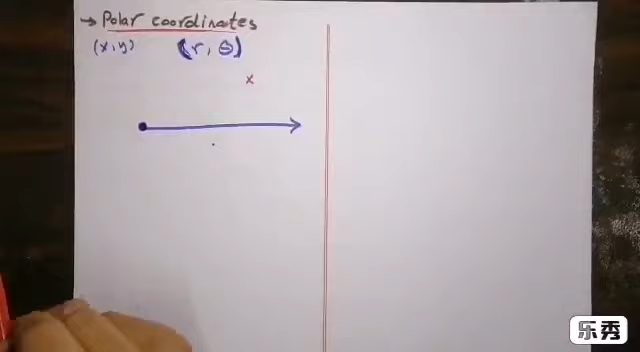 → Polar coordinates
(x,y) (r,θ)
x
乐秀